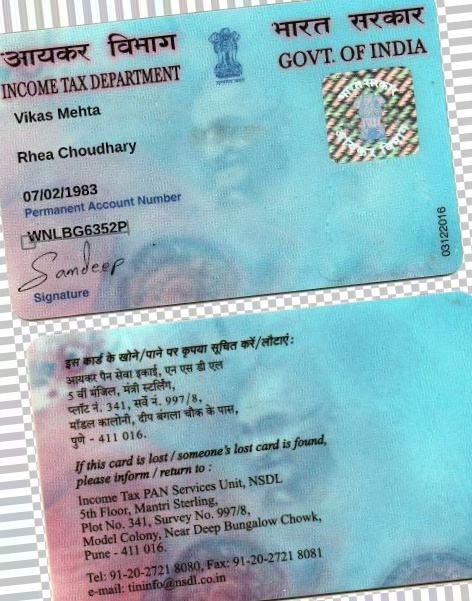 आयकर विभाग
भारत सरकार
INCOME TAX DEPARTMENT
GOVT. OF INDIA
Vikas Mehta
Rhea Choudhary
07/02/1983
Permanent Account Number
WNLBG6352P
Sandeep
Signature
03122016
इस कार्ड के खोने/पाने पर कृपया सूचित करें/लौटाएं:
आयकर पैन सेवा इकाई, एन एस डी एल
5 वीं मंजिल, मंत्री स्टर्लिंग,
प्लॉट नं. 341, सर्वे नं. 997/8,
मॉडल कालोनी, दीप बंगला चौक के पास,
पुणे - 411 016.
If this card is lost / someone's lost card is found,
please inform / return to :
Income Tax PAN Services Unit, NSDL
5th Floor, Mantri Sterling,
Plot No. 341, Survey No. 997/8,
Model Colony, Near Deep Bungalow Chowk,
Pune - 411 016.
Tel: 91-20-2721 8080, Fax: 91-20-2721 8081
e-mail: tininfo@nsdl.co.in